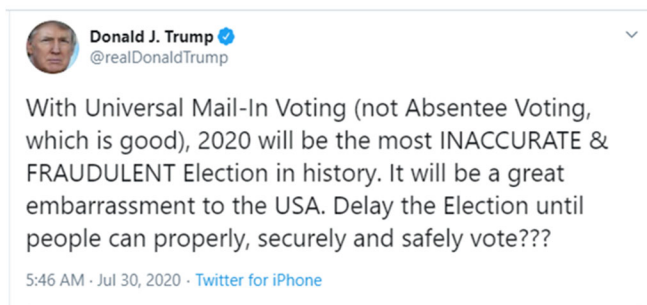 Donald J. Trump
@realDonaldTrump
With Universal Mail-In Voting (not Absentee Voting,
which is good), 2020 will be the most INACCURATE &
FRAUDULENT Election in history. It will be a great
embarrassment to the USA. Delay the Election until
people can properly, securely and safely vote???
5:46 AM · Jul 30, 2020 · Twitter for iPhone